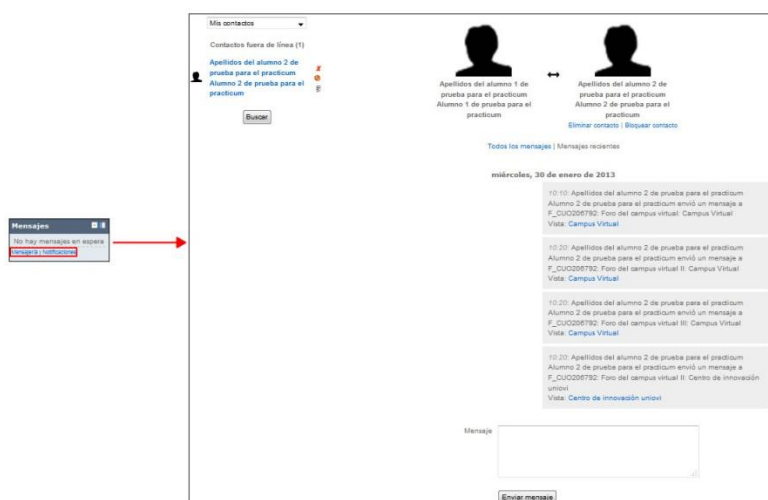 Mensajes
No hay mensajes en espera
Mensajería | Notificaciones
Mis contactos
Contactos fuera de línea (1)
Apellidos del alumno 2 de
prueba para el practicum
Alumno 2 de prueba para el
practicum
Buscar
Apellidos del alumno 1 de
prueba para el practicum
Alumno 1 de prueba para el
practicum
Apellidos del alumno 2 de
prueba para el practicum
Alumno 2 de prueba para el
practicum
Eliminar contacto | Bloquear contacto
Todos los mensajes | Mensajes recientes
miércoles, 30 de enero de 2013
10:10: Apellidos del alumno 2 de prueba para el practicum
Alumno 2 de prueba para el practicum envió un mensaje a
F_CUO206792: Foro del campus virtual: Campus Virtual
Vista: Campus Virtual
10:20: Apellidos del alumno 2 de prueba para el practicum
Alumno 2 de prueba para el practicum envió un mensaje a
F_CUO206792: Foro del campus virtual II: Campus Virtual
Vista: Campus Virtual
10:20: Apellidos del alumno 2 de prueba para el practicum
Alumno 2 de prueba para el practicum envió un mensaje a
F_CUO206792: Foro del campus virtual III: Campus Virtual
Vista: Campus Virtual
10:20: Apellidos del alumno 2 de prueba para el practicum
Alumno 2 de prueba para el practicum envió un mensaje a
F_CUO206792: Foro del campus virtual II: Centro de innovación
uniovi
Vista: Centro de innovación uniovi
Mensaje
Enviar mensaje